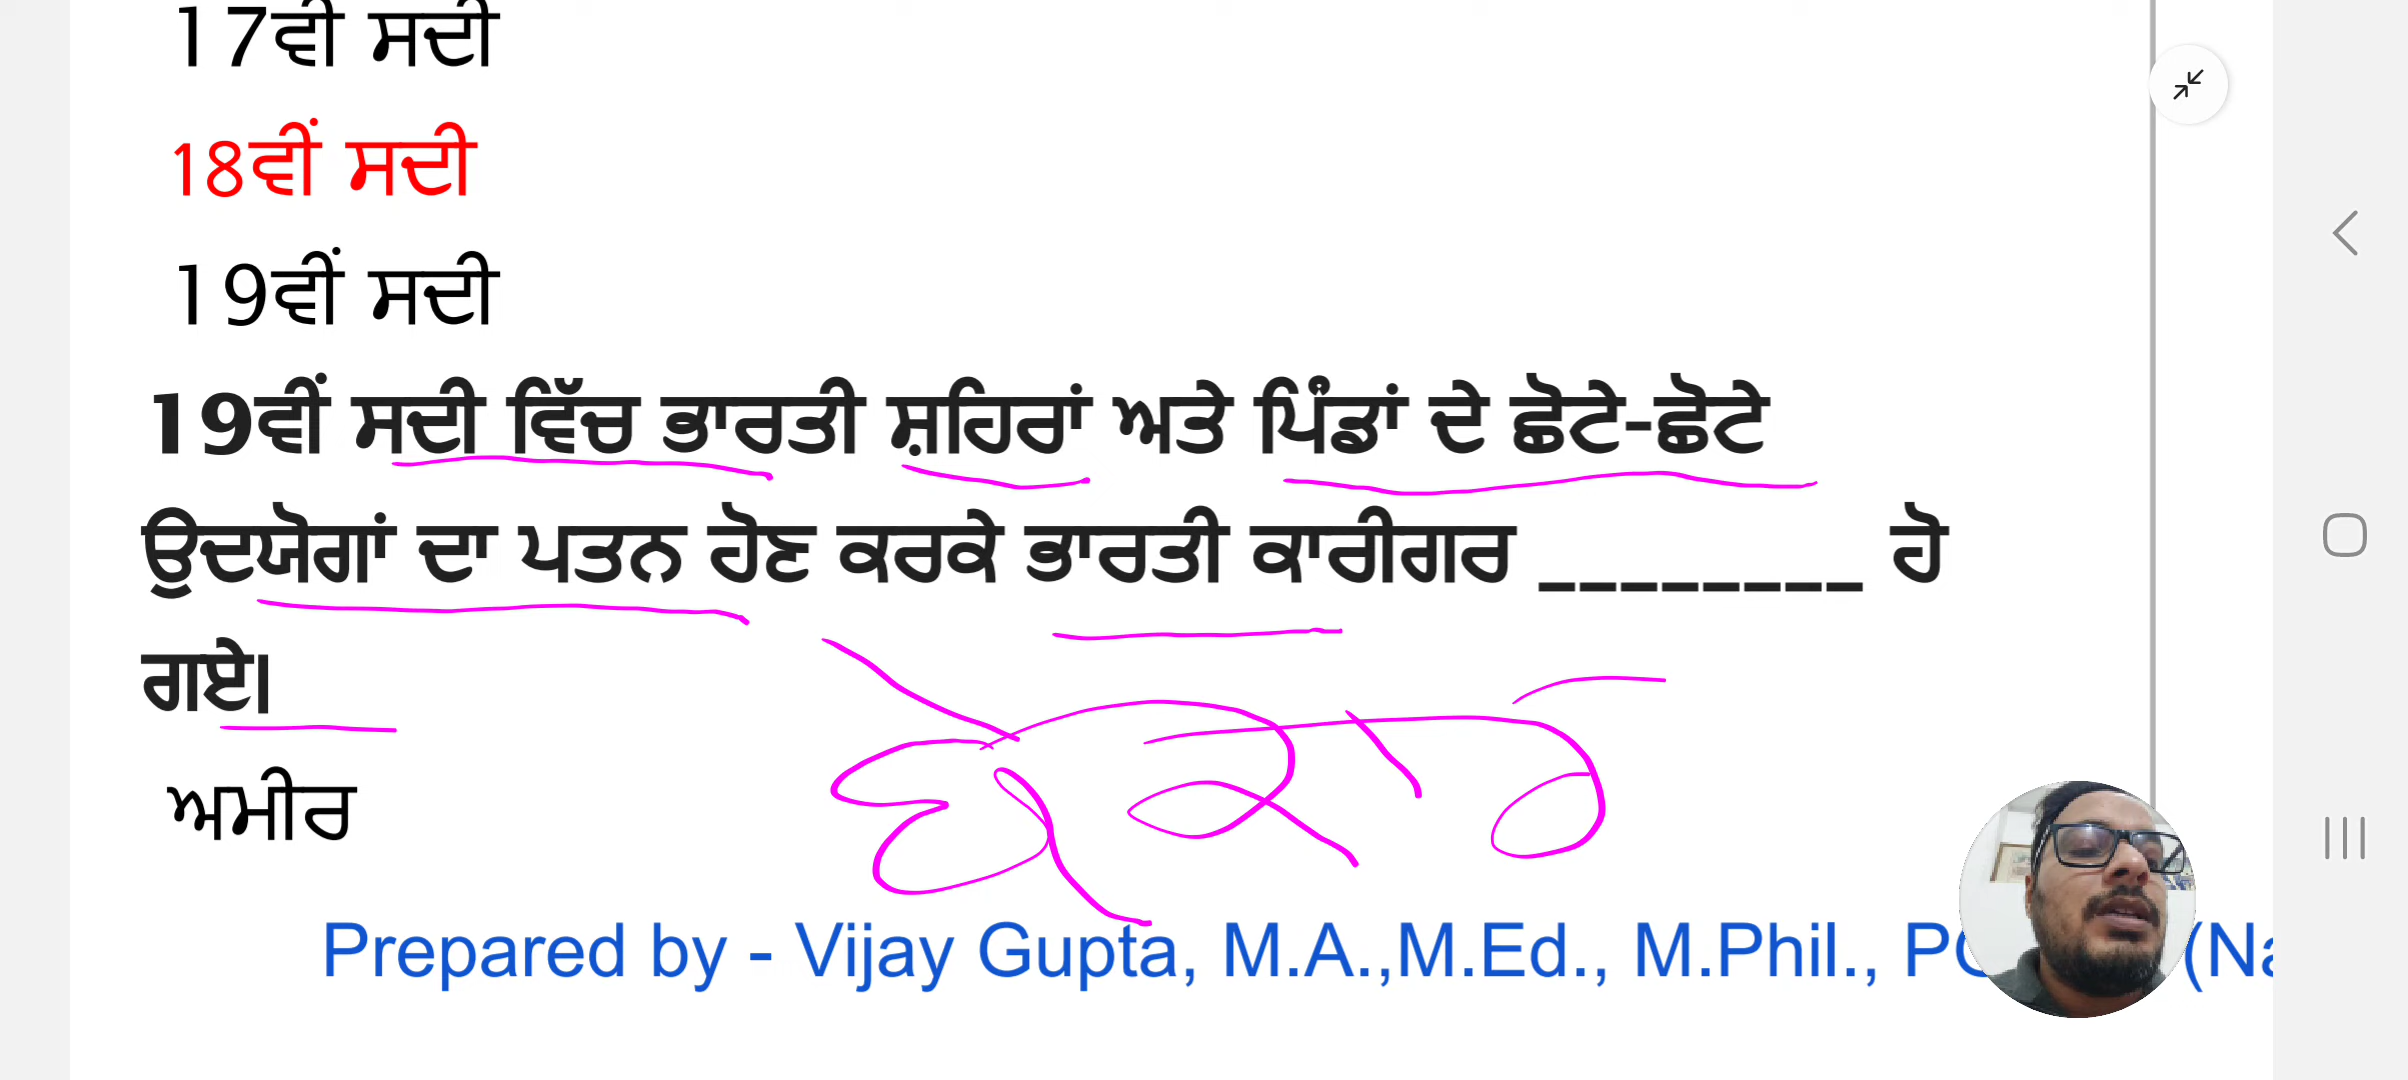 17ਵੀਂ ਸਦੀ
18ਵੀਂ ਸਦੀ
19ਵੀਂ ਸਦੀ
19ਵੀਂ ਸਦੀ ਵਿੱਚ ਭਾਰਤੀ ਸ਼ਹਿਰਾਂ ਅਤੇ ਪਿੰਡਾਂ ਦੇ ਛੋਟੇ-ਛੋਟੇ
ਉਦਯੋਗਾਂ ਦਾ ਪਤਨ ਹੋਣ ਕਰਕੇ ਭਾਰਤੀ ਕਾਰੀਗਰ ________ ਹੋ
ਗਏ।
ਅਮੀਰ
Prepared by - Vijay Gupta, M.A.,M.Ed., M.Phil.,